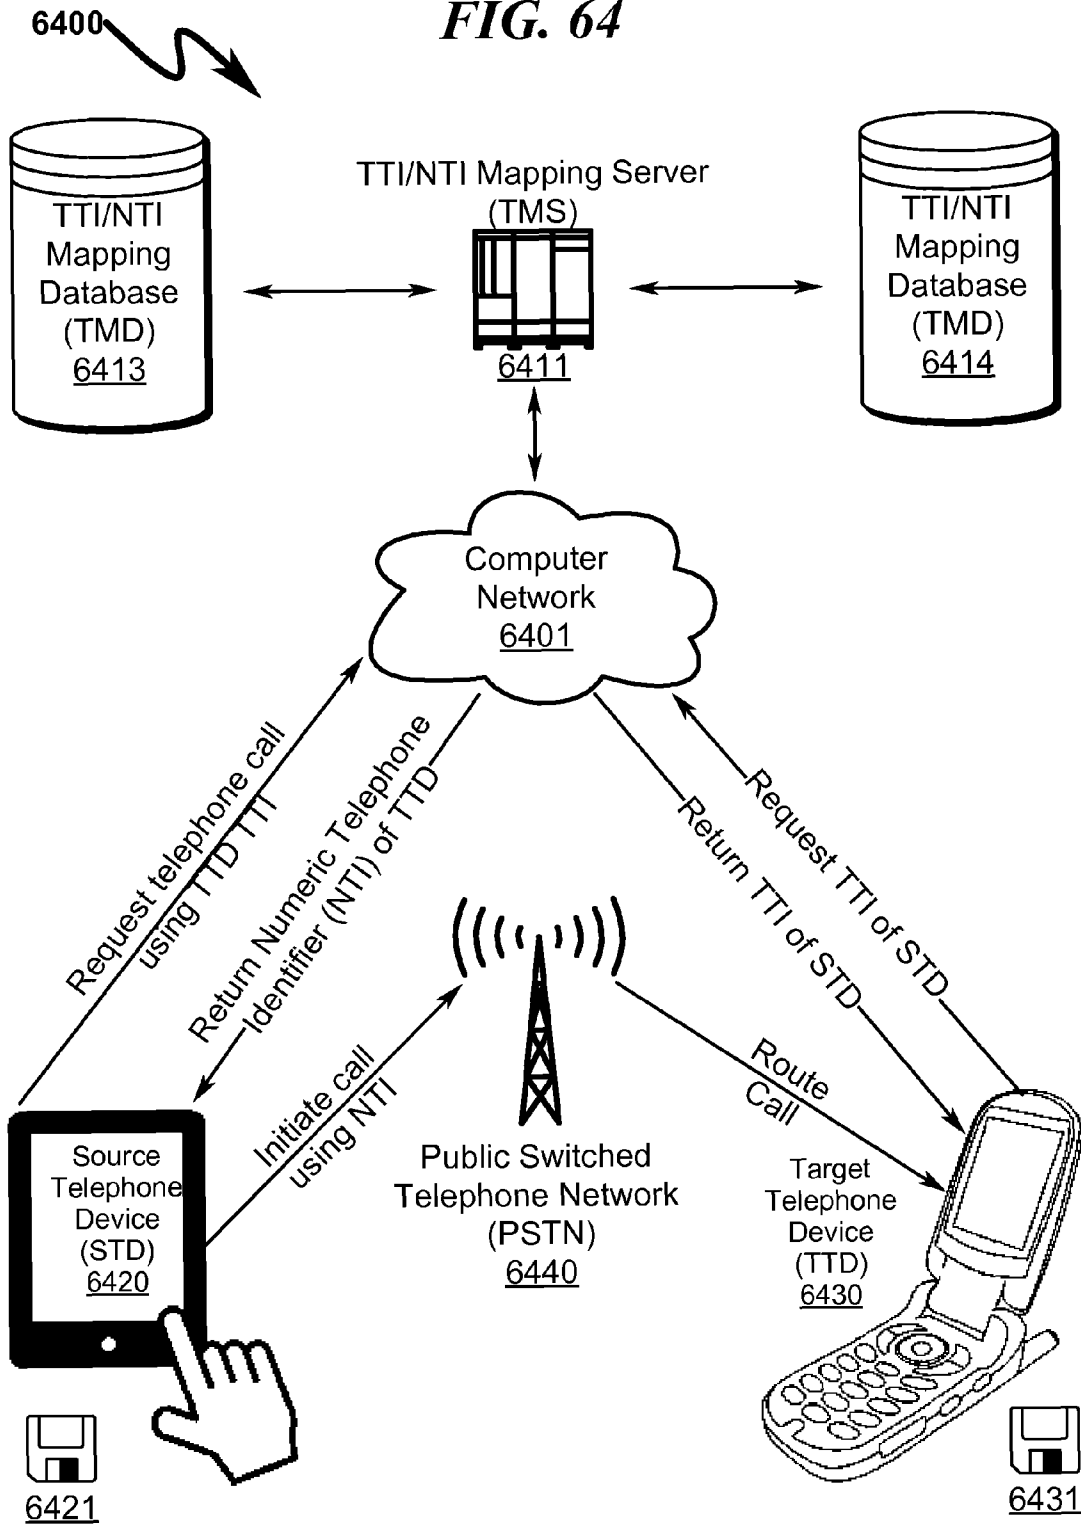 FIG. 64
6400
TTI/NTI
Mapping
Database
(TMD)
6413
TTI/NTI Mapping Server
(TMS)
6411
TTI/NTI
Mapping
Database
(TMD)
6414
Computer
Network
6401
Request telephone call
using TTD TTI
Return Numeric Telephone
Identifier (NTI) of TTD
Return TTI of STD
Request TTI of STD
Initiate call
using NTI
Route
Call
Source
Telephone
Device
(STD)
6420
Public Switched
Telephone Network
(PSTN)
6440
Target
Telephone
Device
(TTD)
6430
6421
6431